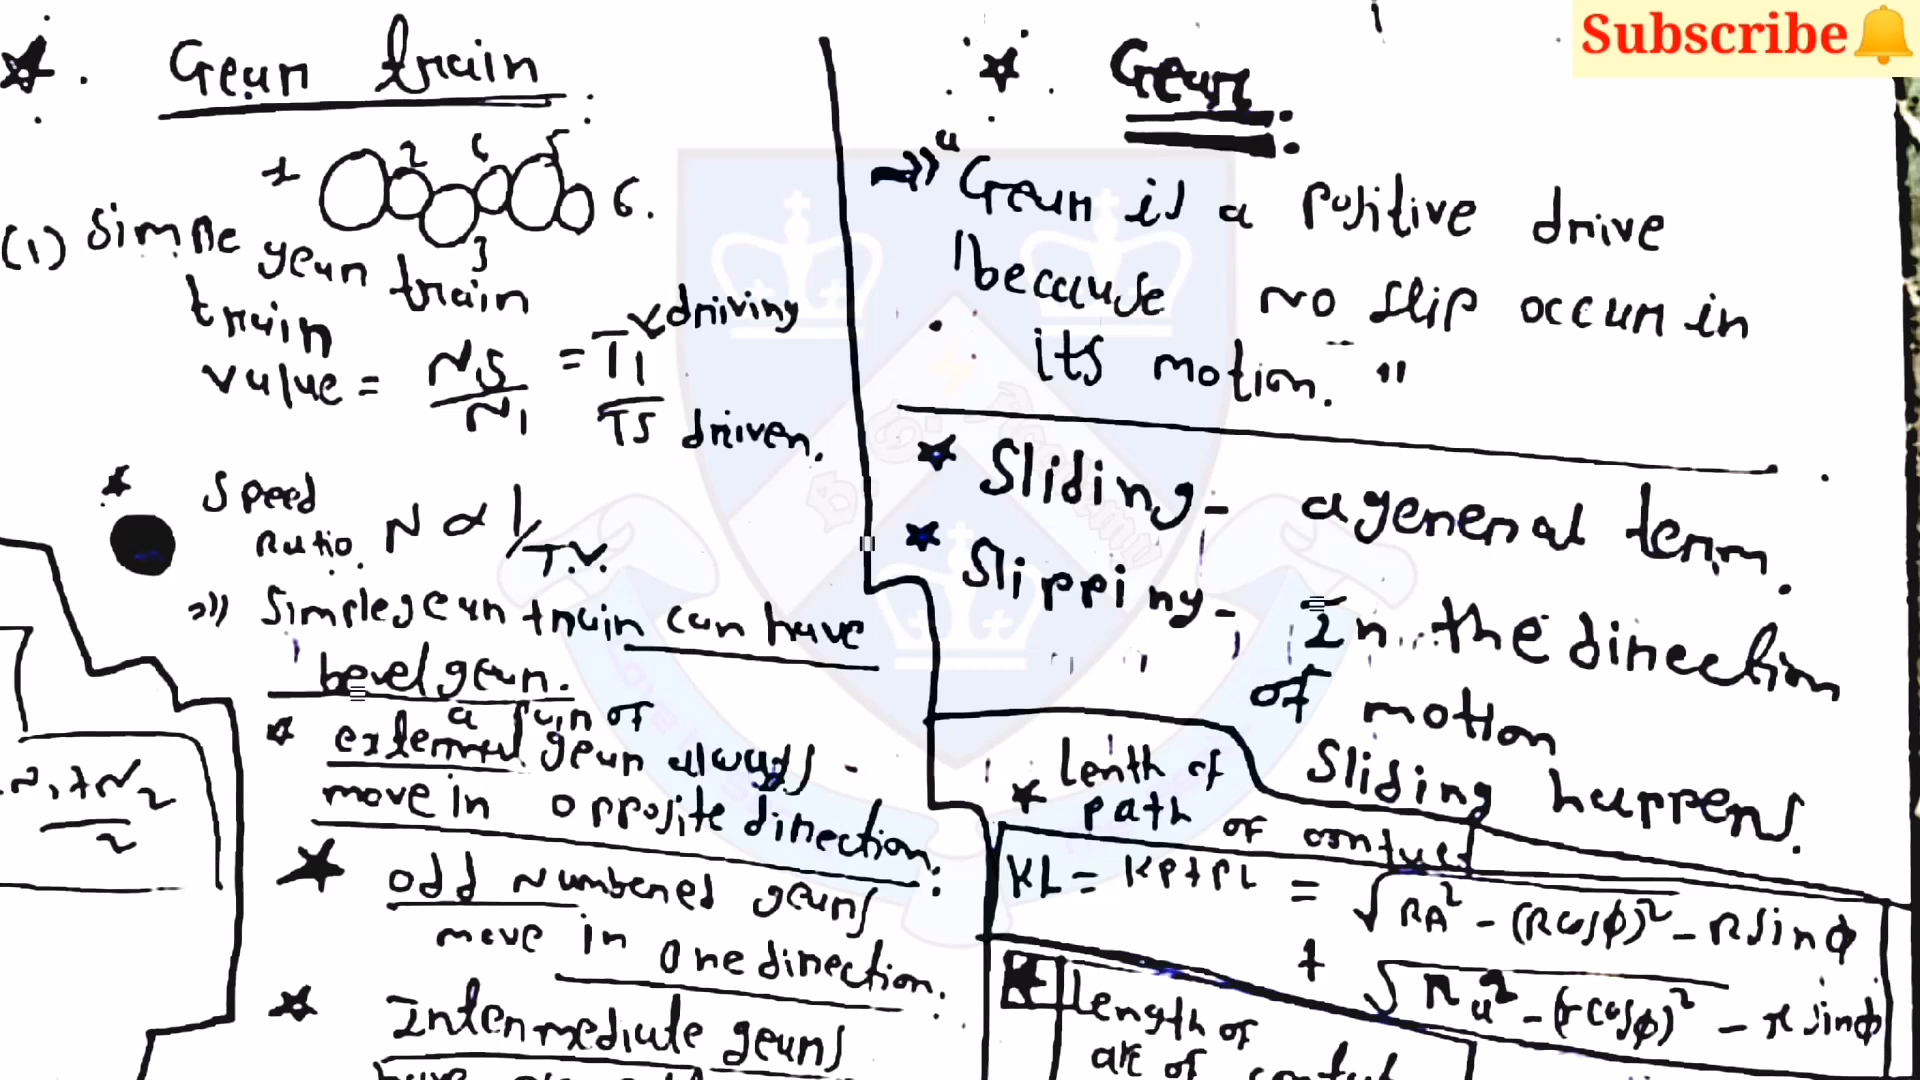 Subscribe
Gear train:
1 2 3 4 5 6.
(1) Simple gear train
train value = N5/N1 = T1/T5 driving driven.
Speed Ratio N ∝ 1/T.V.
Simple gear train can have
bevel gear.
a pair of
external gear always
move in opposite direction:
odd numbered gears
move in one direction.
Intermediate gears
N1+N2
2
Gear:
"Gear is a positive drive
because no slip occur in
its motion."
Sliding - a general term.
Slipping - In the direction
of motion
Sliding happens.
Lenth of
path of contact
KL = KP+PL = √RA² - (Rcosϕ)² - Rsinϕ
+ √ra² - (rcosϕ)² - rsinϕ
Length of
arc of contact